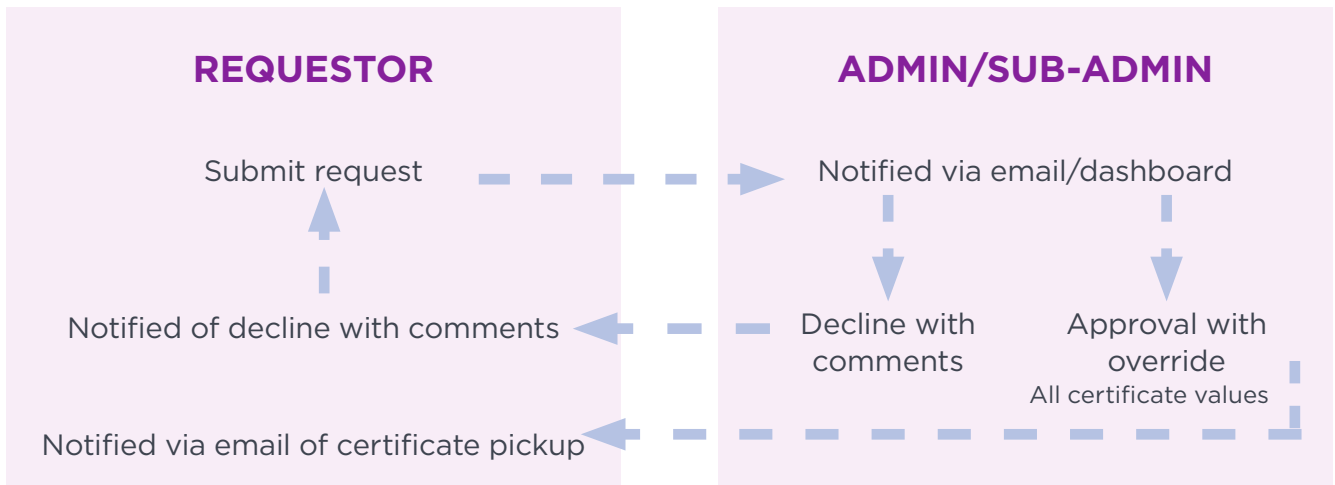 REQUESTOR
Submit request
Notified of decline with comments
Notified via email of certificate pickup
ADMIN/SUB-ADMIN
Notified via email/dashboard
Decline with
comments
Approval with
override
All certificate values